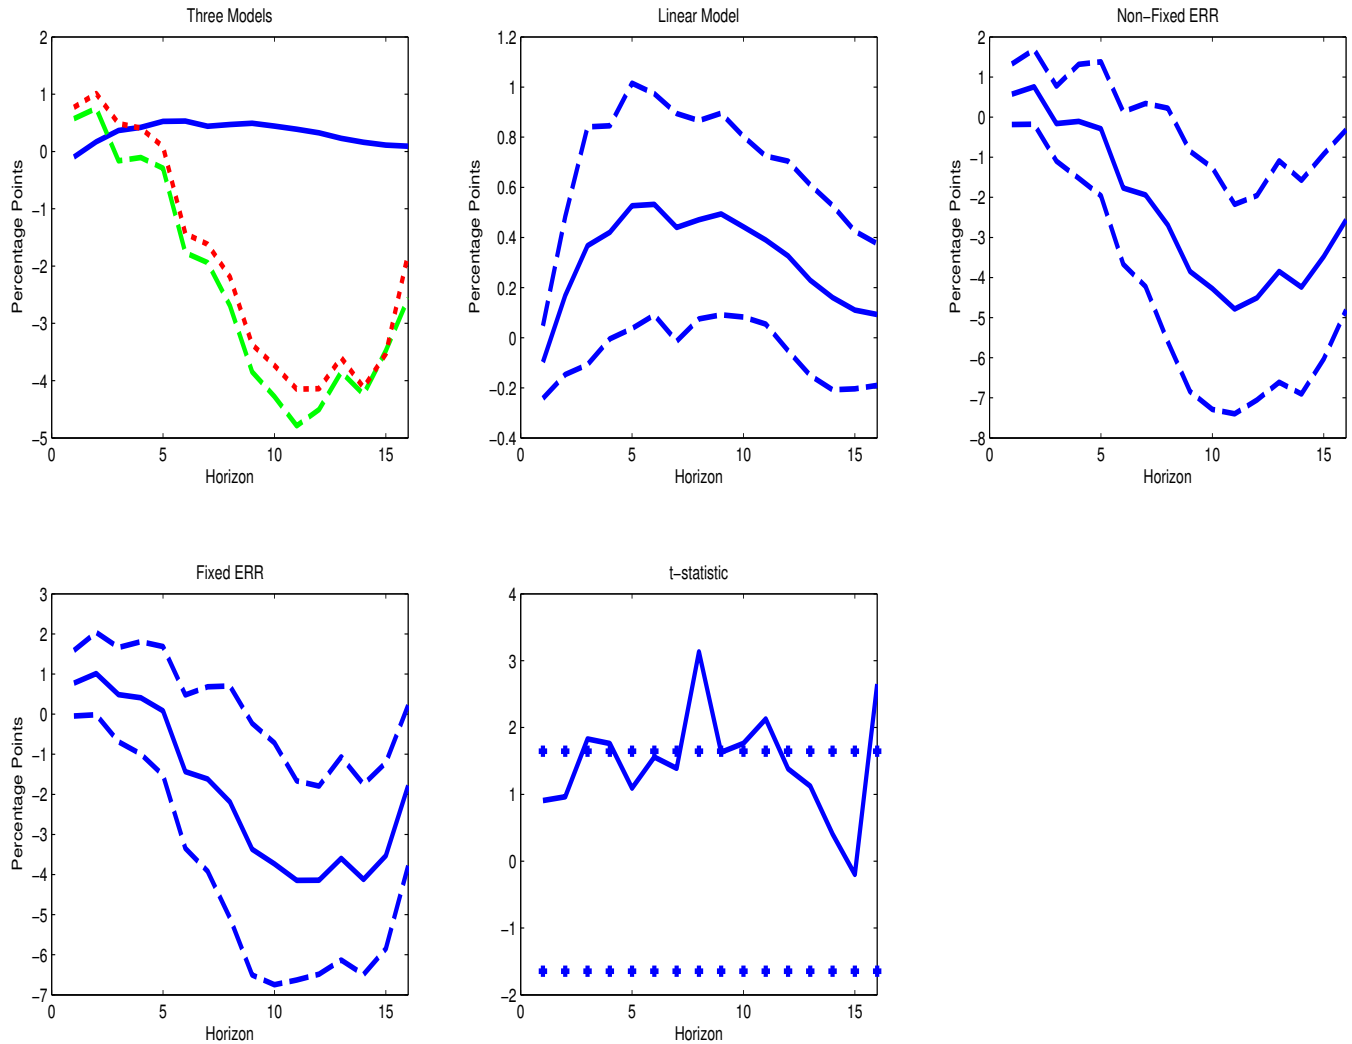 Three Models
2
1
0
−1
−2
−3
−4
−5
Percentage Points
0 5 10 15
Horizon
Linear Model
1.2
1
0.8
0.6
0.4
0.2
0
−0.2
−0.4
Percentage Points
0 5 10 15
Horizon
Non−Fixed ERR
2
1
0
−1
−2
−3
−4
−5
−6
−7
−8
Percentage Points
0 5 10 15
Horizon
Fixed ERR
3
2
1
0
−1
−2
−3
−4
−5
−6
−7
Percentage Points
0 5 10 15
Horizon
t−statistic
4
3
2
1
0
−1
−2
0 5 10 15
Horizon